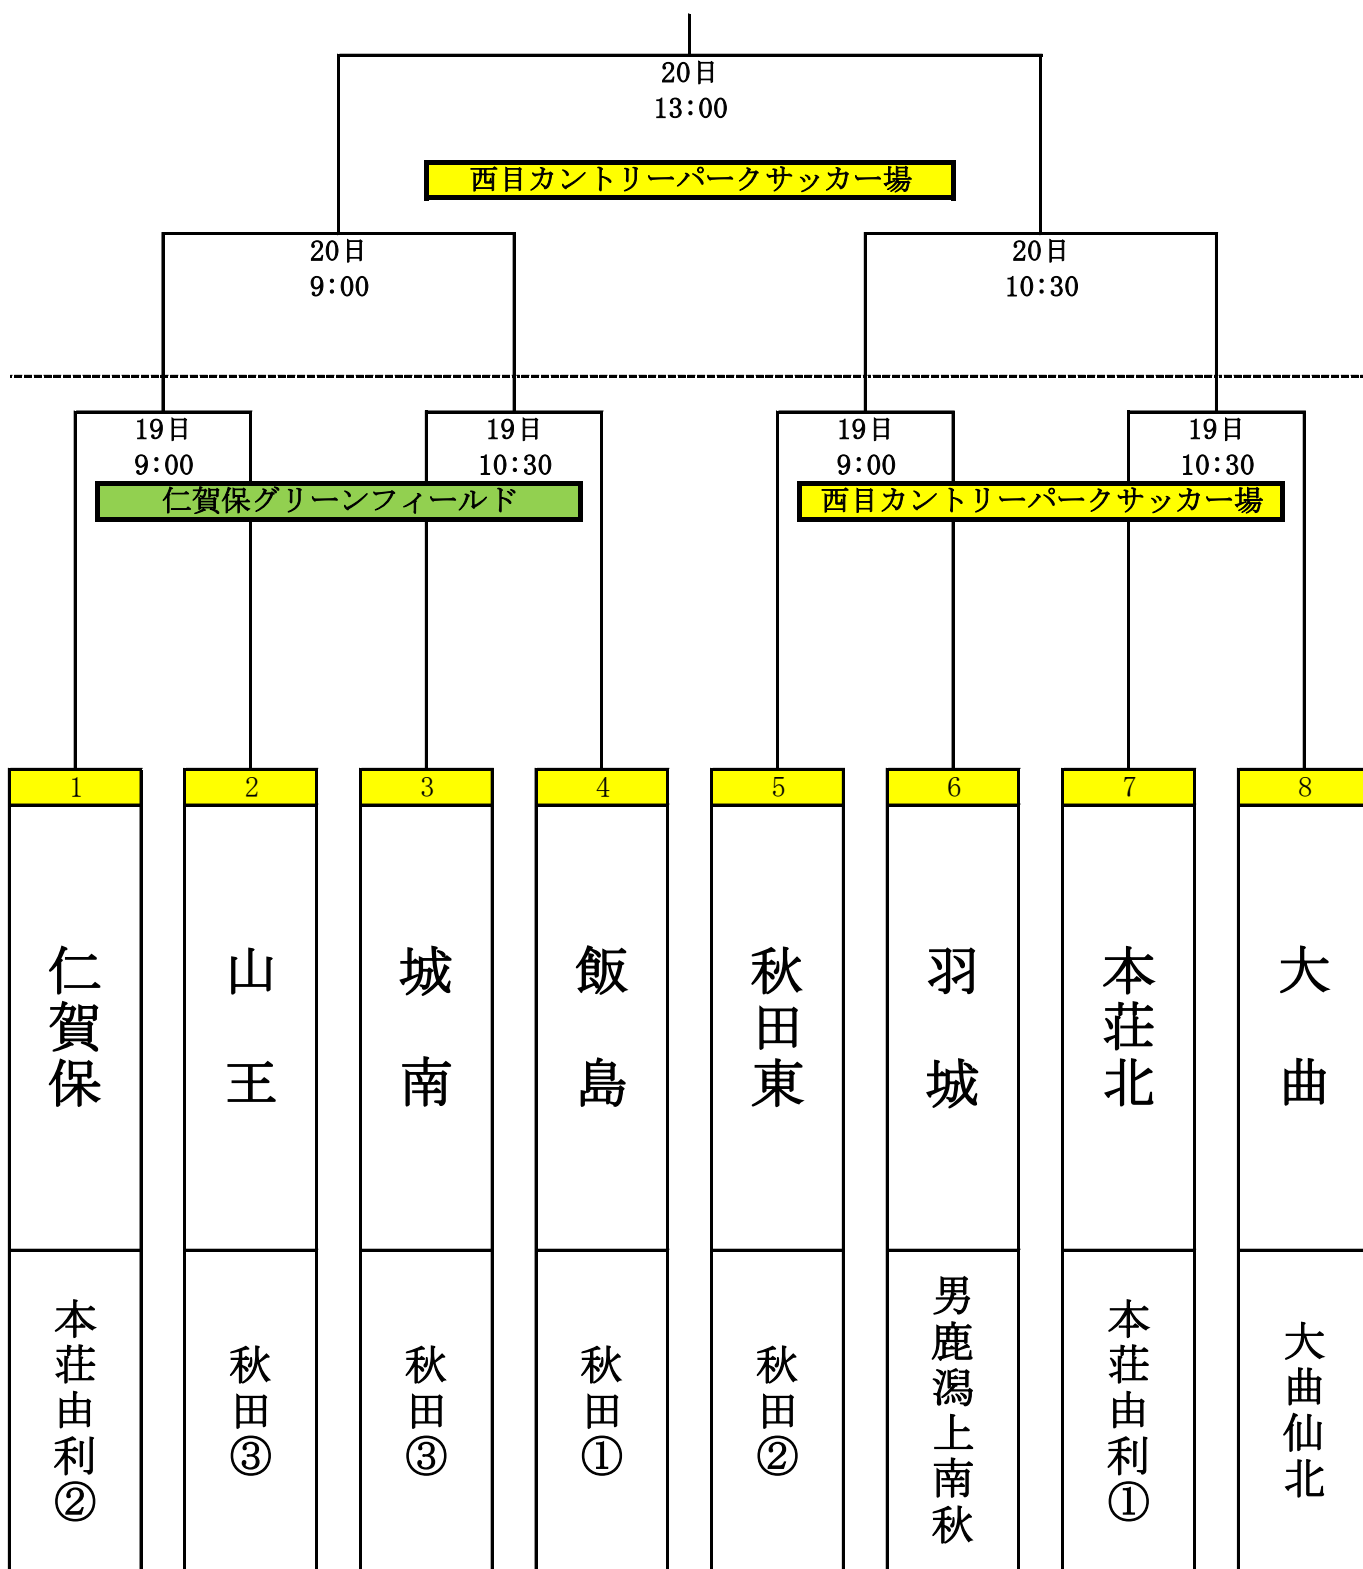 20日
13:00
西目カントリーパークサッカー場
20日
9:00
20日
10:30
19日
9:00
19日
10:30
19日
9:00
19日
10:30
仁賀保グリーンフィールド
西目カントリーパークサッカー場
1
2
3
4
5
6
7
8
仁賀保
山王
城南
飯島
秋田東
羽城
本荘北
大曲
本荘由利②
秋田③
秋田③
秋田①
秋田②
男鹿潟上南秋
本荘由利①
大曲仙北